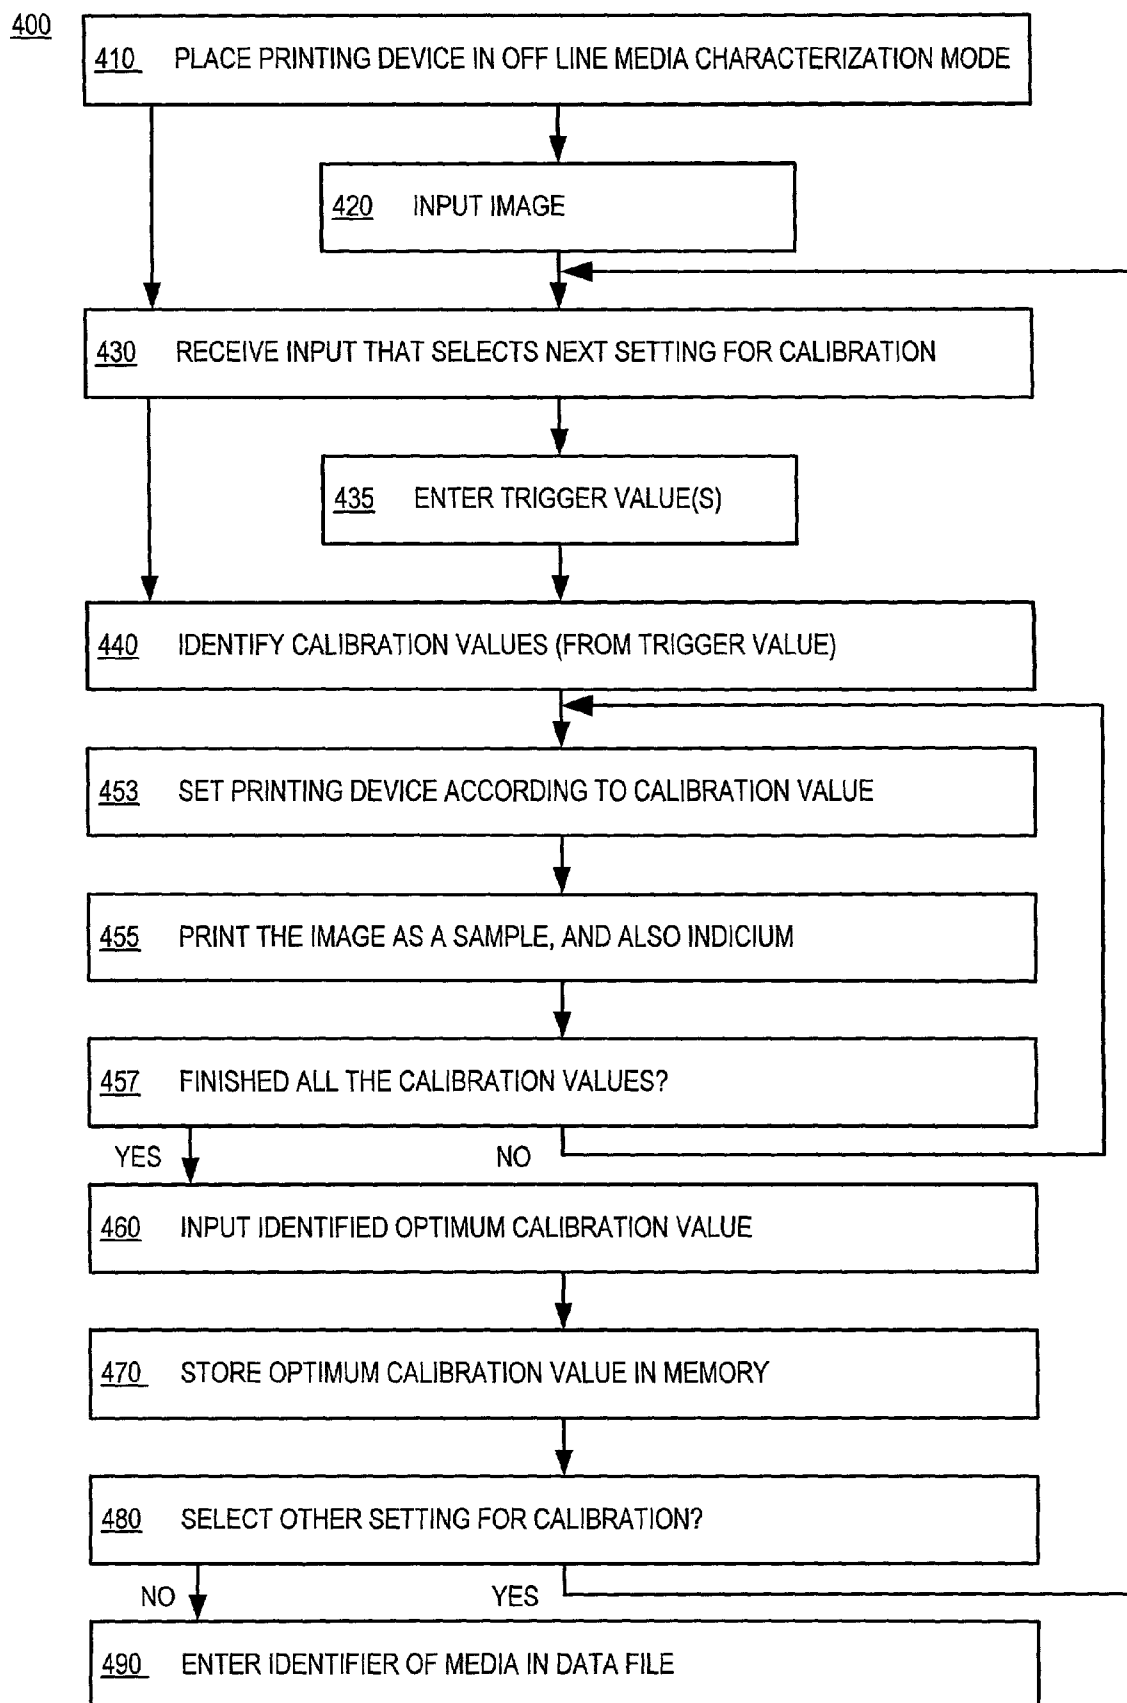 400
410 PLACE PRINTING DEVICE IN OFF LINE MEDIA CHARACTERIZATION MODE
420 INPUT IMAGE
430 RECEIVE INPUT THAT SELECTS NEXT SETTING FOR CALIBRATION
435 ENTER TRIGGER VALUE(S)
440 IDENTIFY CALIBRATION VALUES (FROM TRIGGER VALUE)
453 SET PRINTING DEVICE ACCORDING TO CALIBRATION VALUE
455 PRINT THE IMAGE AS A SAMPLE, AND ALSO INDICIUM
457 FINISHED ALL THE CALIBRATION VALUES?
YES NO
460 INPUT IDENTIFIED OPTIMUM CALIBRATION VALUE
470 STORE OPTIMUM CALIBRATION VALUE IN MEMORY
480 SELECT OTHER SETTING FOR CALIBRATION?
NO YES
490 ENTER IDENTIFIER OF MEDIA IN DATA FILE